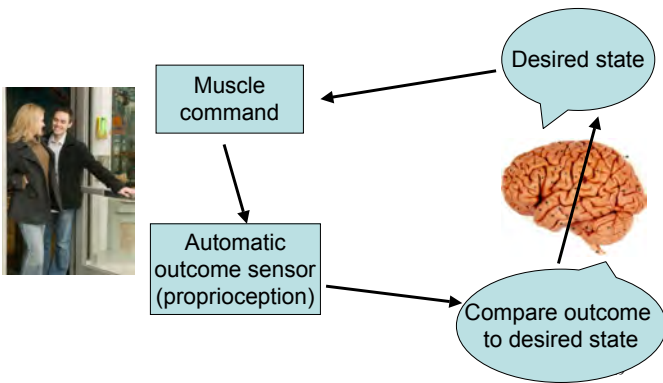 Desired state
Muscle
command
Automatic
outcome sensor
(proprioception)
Compare outcome
to desired state